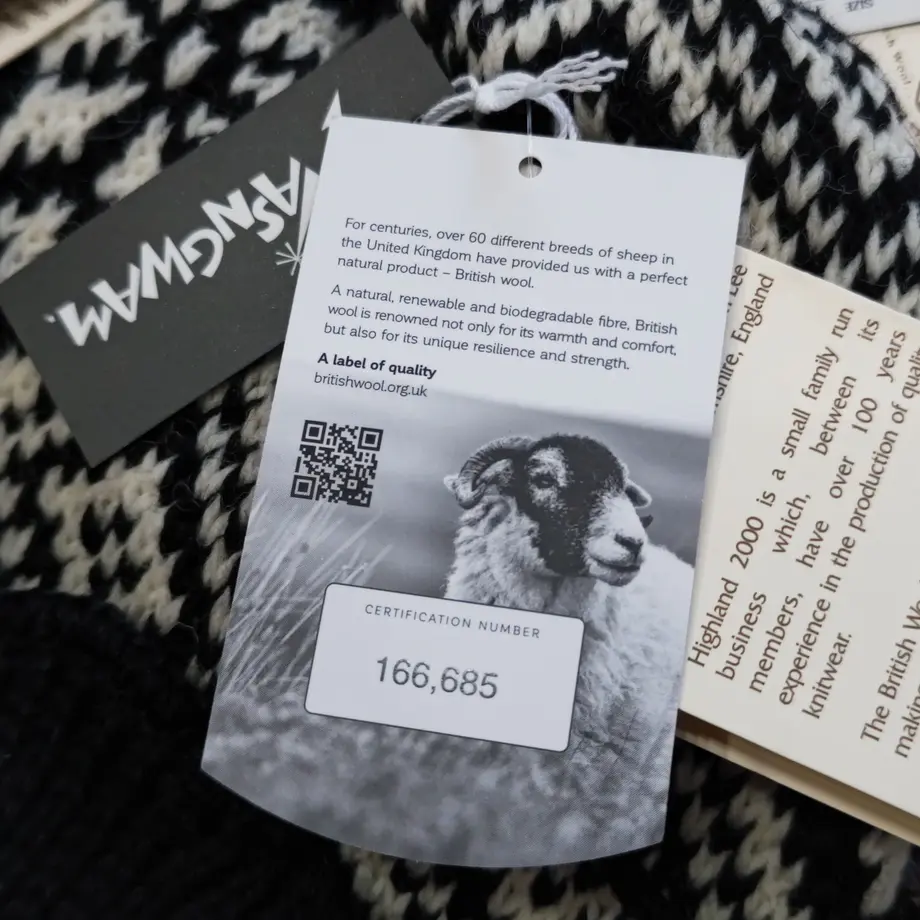 WASNGWAM.
For centuries, over 60 different breeds of sheep in
the United Kingdom have provided us with a perfect
natural product – British wool.
A natural, renewable and biodegradable fibre, British
wool is renowned not only for its warmth and comfort,
but also for its unique resilience and strength.
A label of quality
britishwool.org.uk
CERTIFICATION NUMBER
166,685
Lee
England
Highland 2000 is a small family run
business which, between its
members, have over 100 years
experience in the production of
knitwear.
The British
SIZE